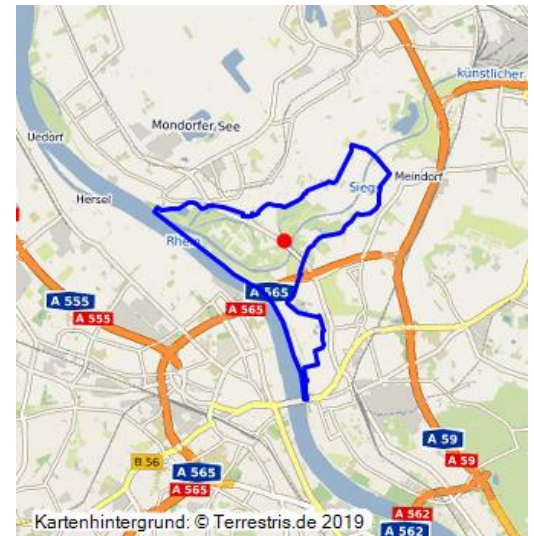 künstlicher
Mondorfer See
Uedorf
Meindorf
Sieg
Hersel
Rhein
A 565
A 555
A 565
A 555
A 59
B 56
A 59
A 565
A 565
A 562
A 562
Kartenhintergrund: © Terrestris.de 2019